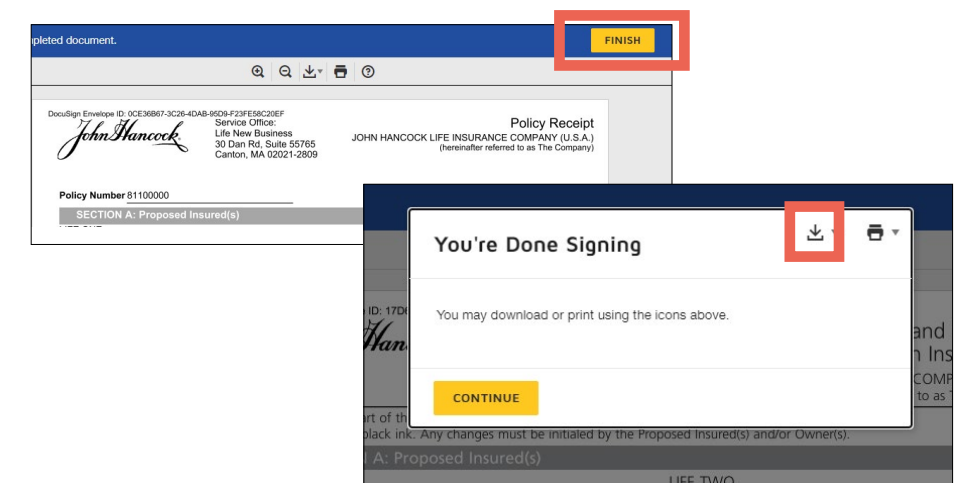 mpleted document.
FINISH
DocuSign Envelope ID: 0CE36B67-3C26-4DAB-95D9-F23FE58C20EF
John Hancock
Service Office:
Life New Business
30 Dan Rd, Suite 55765
Canton, MA 02021-2809
Policy Receipt
JOHN HANCOCK LIFE INSURANCE COMPANY (U.S.A.)
(hereinafter referred to as The Company)
Policy Number 81100000
SECTION A: Proposed Insured(s)
You're Done Signing
You may download or print using the icons above.
CONTINUE
ID: 17D
Han
and
n Ins
COMP
to as
art of th
black ink. Any changes must be initialed by the Proposed Insured(s) and/or Owner(s).
A: Proposed Insured(s)
LIFE TWO